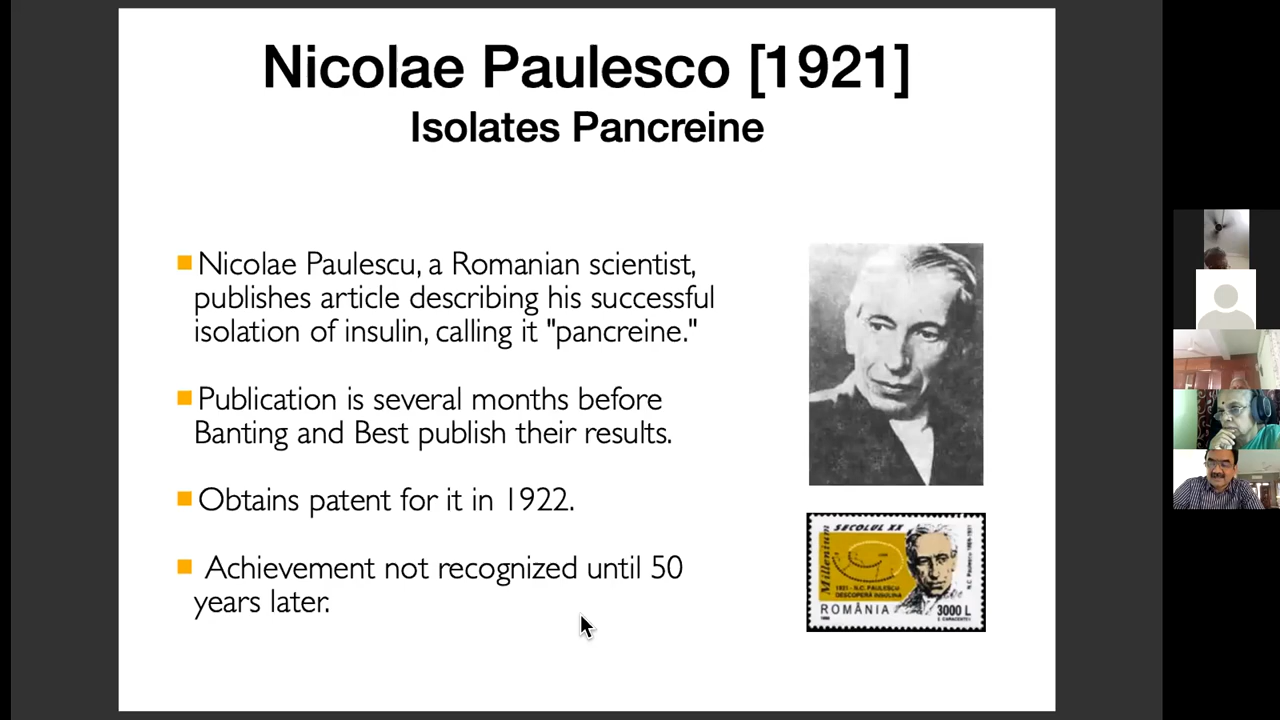 Nicolae Paulesco [1921]
Isolates Pancreine
Nicolae Paulescu, a Romanian scientist,
publishes article describing his successful
isolation of insulin, calling it "pancreine."
Publication is several months before
Banting and Best publish their results.
Obtains patent for it in 1922.
Achievement not recognized until 50
years later.
SECOLUL XX
Millenium
1921 - N.C. PAULESCU
DESCOPERĂ INSULINA
ROMÂNIA
3000 L